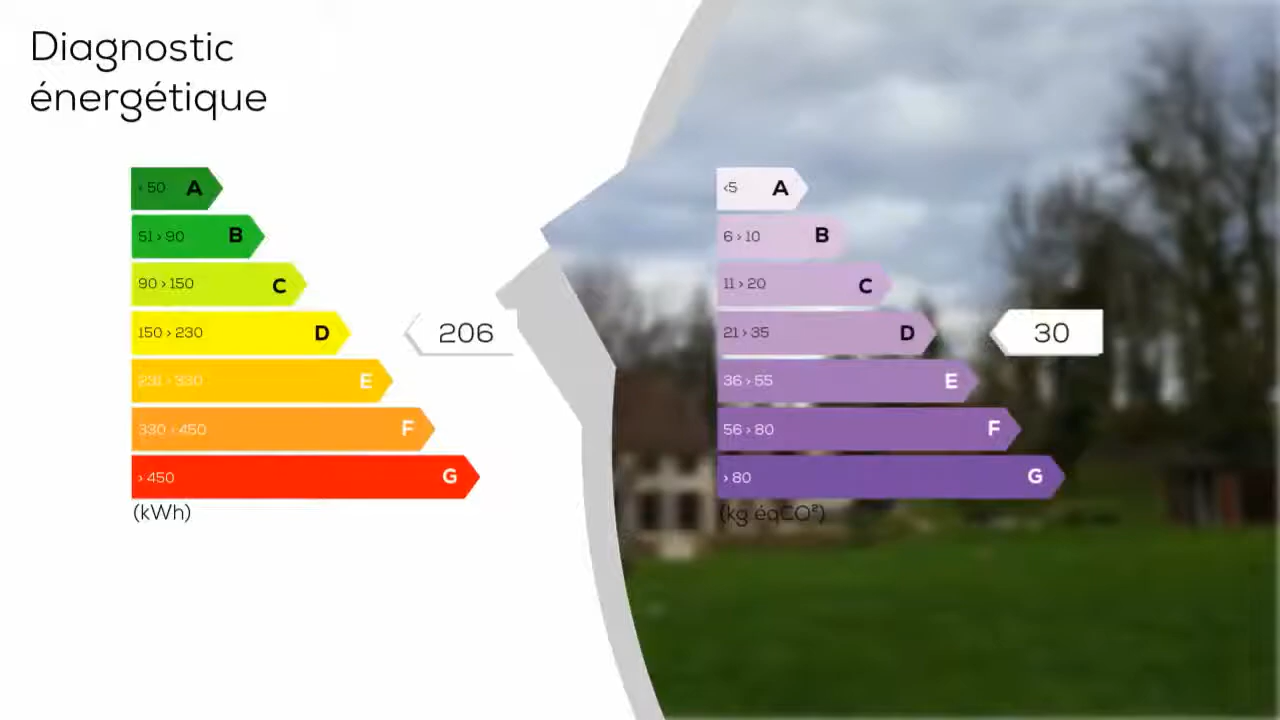 Diagnostic
énergétique
< 50 A
51 > 90 B
90 > 150 C
150 > 230 D
206
231 > 330 E
330 > 450 F
> 450 G
(kWh)
<5 A
6 > 10 B
11 > 20 C
21 > 35 D
30
36 > 55 E
56 > 80 F
> 80 G
(kg éqCO²)